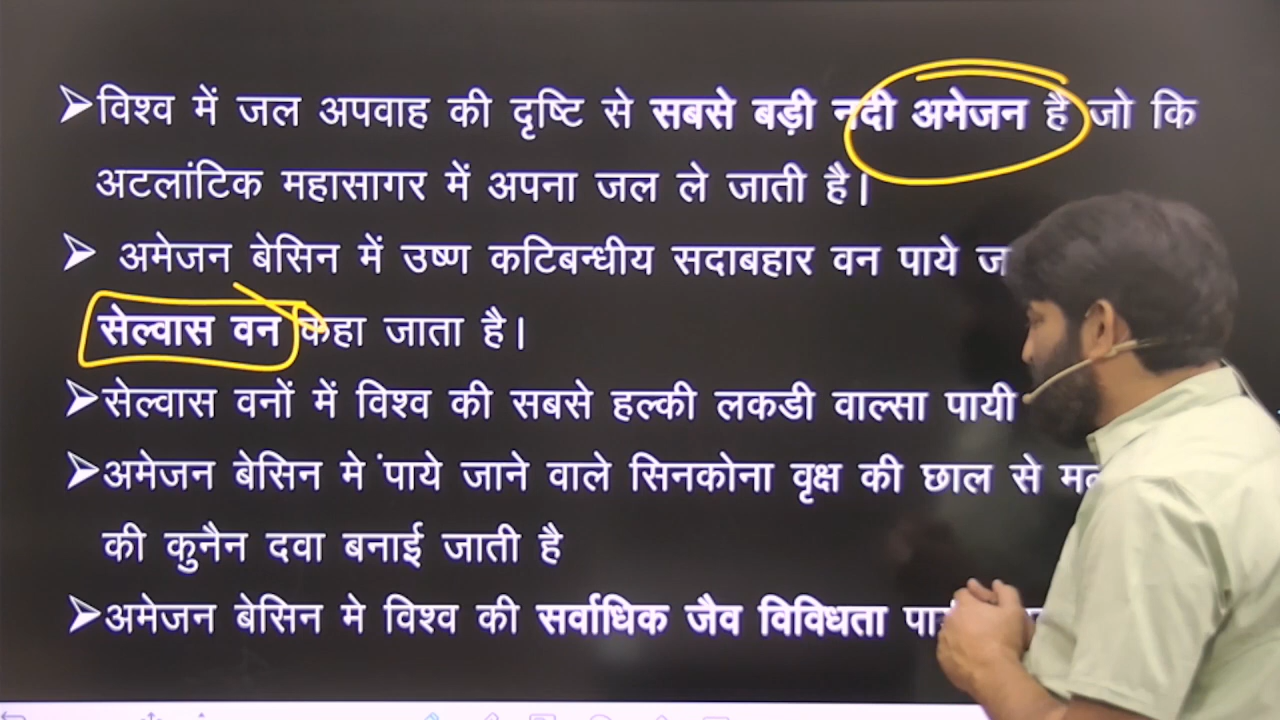 विश्व में जल अपवाह की दृष्टि से सबसे बड़ी नदी अमेजन है जो कि
अटलांटिक महासागर में अपना जल ले जाती है।
अमेजन बेसिन में उष्ण कटिबन्धीय सदाबहार वन पाये
सेल्वास वन कहा जाता है।
सेल्वास वनों में विश्व की सबसे हल्की लकडी वाल्सा पायी
अमेजन बेसिन मे पाये जाने वाले सिनकोना वृक्ष की छाल से
की कुनैन दवा बनाई जाती है
अमेजन बेसिन मे विश्व की सर्वाधिक जैव विविधता